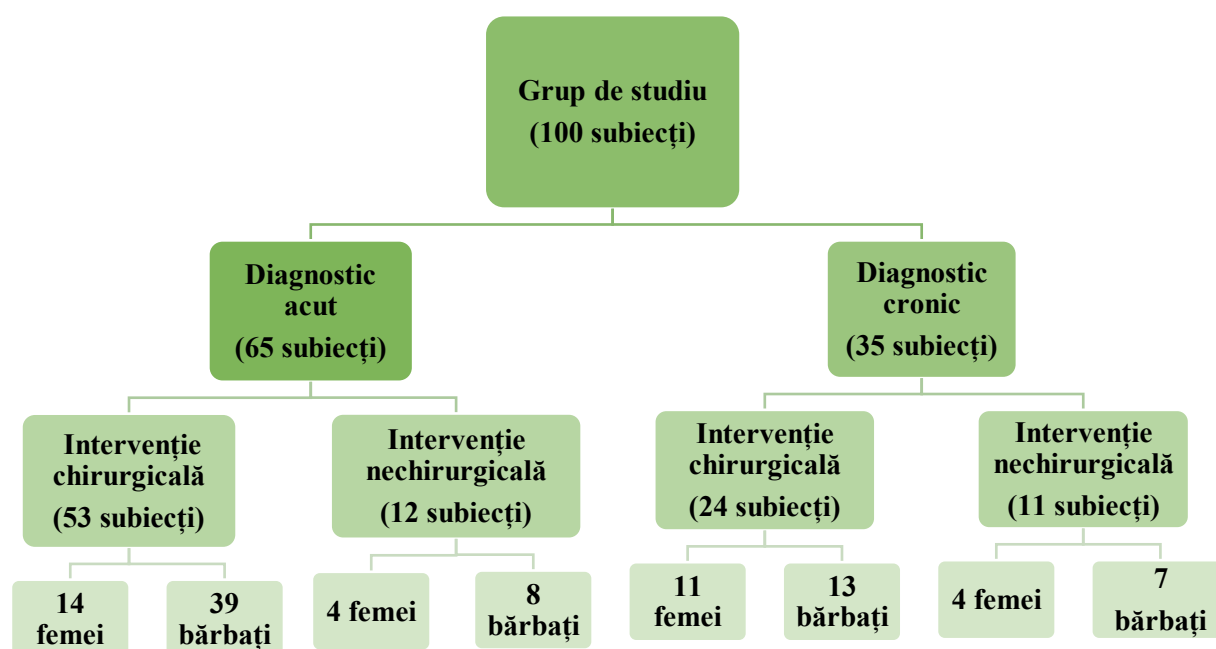 Grup de studiu
(100 subiecți)
Diagnostic
acut
(65 subiecți)
Diagnostic
cronic
(35 subiecți)
Intervenție
chirurgicală
(53 subiecți)
Intervenție
nechirurgicală
(12 subiecți)
Intervenție
chirurgicală
(24 subiecți)
Intervenție
nechirurgicală
(11 subiecți)
14
femei
39
bărbați
4 femei
8
bărbați
11
femei
13
bărbați
4 femei
7
bărbați